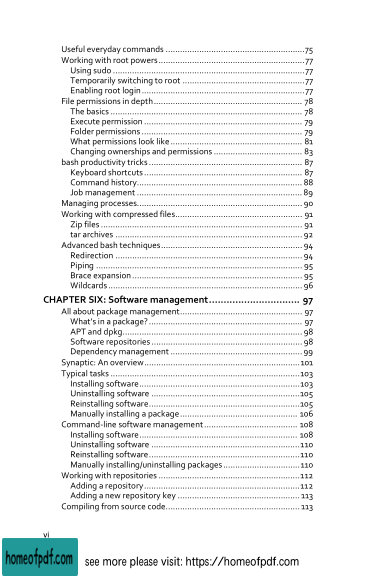 Useful everyday commands ..................................................75
Working with root powers....................................................77
Using sudo ....................................................................77
Temporarily switching to root .............................................77
Enabling root login ..........................................................77
File permissions in depth.................................................... 78
The basics .................................................................... 78
Execute permission ......................................................... 79
Folder permissions ......................................................... 79
What permissions look like................................................ 81
Changing ownerships and permissions ................................ 83
bash productivity tricks...................................................... 87
Keyboard shortcuts ......................................................... 87
Command history............................................................ 88
Job management ............................................................ 89
Managing processes.......................................................... 90
Working with compressed files............................................. 91
Zip files ....................................................................... 91
tar archives ................................................................... 92
Advanced bash techniques.................................................. 94
Redirection ................................................................... 94
Piping ......................................................................... 95
Brace expansion............................................................. 95
Wildcards ..................................................................... 96
CHAPTER SIX: Software management............................... 97
All about package management............................................ 97
What's in a package?....................................................... 97
APT and dpkg................................................................ 98
Software repositories ...................................................... 98
Dependency management ............................................... 99
Synaptic: An overview.......................................................101
Typical tasks ..................................................................103
Installing software..........................................................103
Uninstalling software ......................................................105
Reinstalling software.......................................................105
Manually installing a package............................................ 106
Command-line software management.................................. 108
Installing software.......................................................... 108
Uninstalling software ......................................................110
Reinstalling software.......................................................110
Manually installing/uninstalling packages ............................110
Working with repositories ..................................................112
Adding a repository.........................................................112
Adding a new repository key .............................................113
Compiling from source code................................................113
vi
homeofpdf.com
see more please visit: https://homeofpdf.com